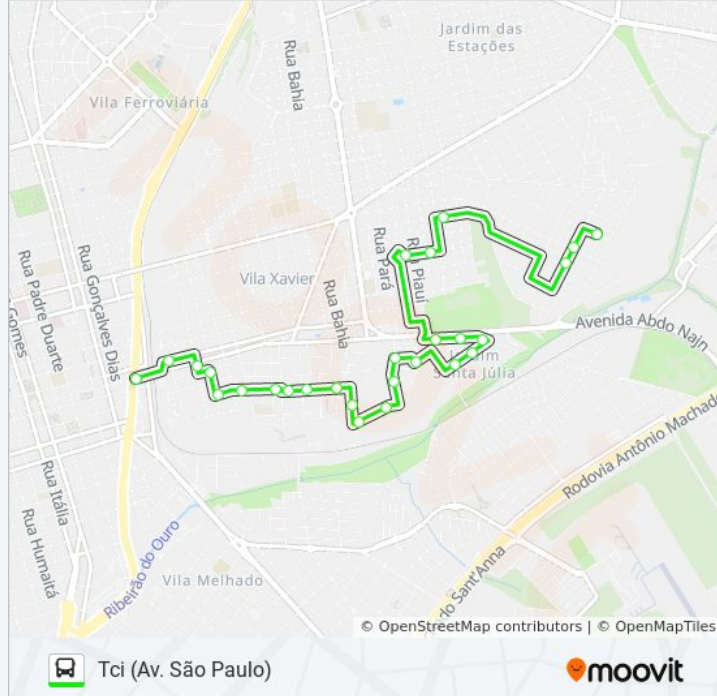 Jardim das
Estações
Rua Bahia
Vila Ferroviária
Rua Pará
Rua Piauí
Vila Xavier
Rua Bahia
Rua Gonçalves Dias
Rua Padre Duarte
Gomes
Avenida Abdo Najn
Jardim
Santa Júlia
Rodovia Antônio Machado
Rua Itália
Rua Humaitá
Ribeirão do Ouro
Vila Melhado
do Sant'Anna
© OpenStreetMap contributors | © OpenMapTiles
Tci (Av. São Paulo)
moovit